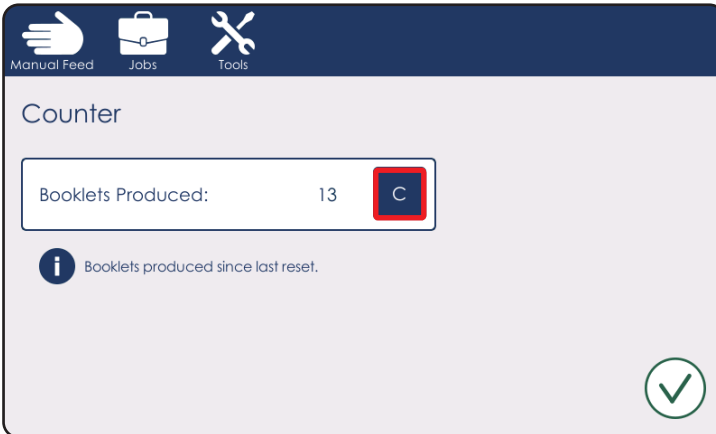 Manual Feed Jobs Tools
Counter
Booklets Produced: 13 C
i Booklets produced since last reset.